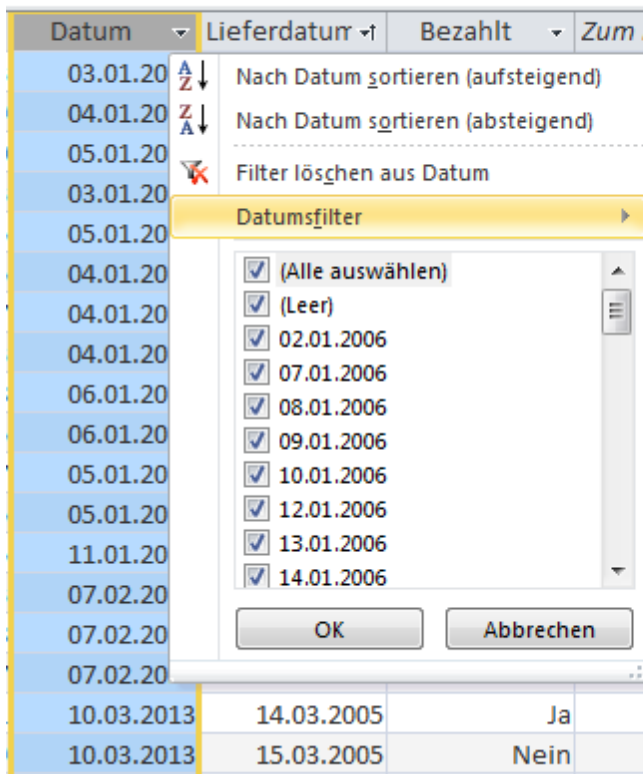 Datum Lieferdatum Bezahlt Zum
03.01.20 Nach Datum sortieren (aufsteigend)
04.01.20 Nach Datum sortieren (absteigend)
05.01.20 Filter löschen aus Datum
03.01.20 Datumsfilter
05.01.20
04.01.20 (Alle auswählen)
04.01.20 (Leer)
04.01.20 02.01.2006
07.01.2006
06.01.20 08.01.2006
06.01.20 09.01.2006
05.01.20 10.01.2006
05.01.20 12.01.2006
11.01.20 13.01.2006
07.02.20 14.01.2006
07.02.20 OK Abbrechen
07.02.20
10.03.2013 14.03.2005 Ja
10.03.2013 15.03.2005 Nein